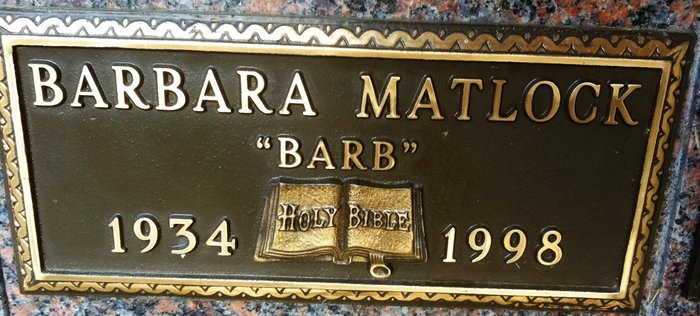 BARBARA MATLOCK
"BARB"
HOLY BIBLE
1934 1998